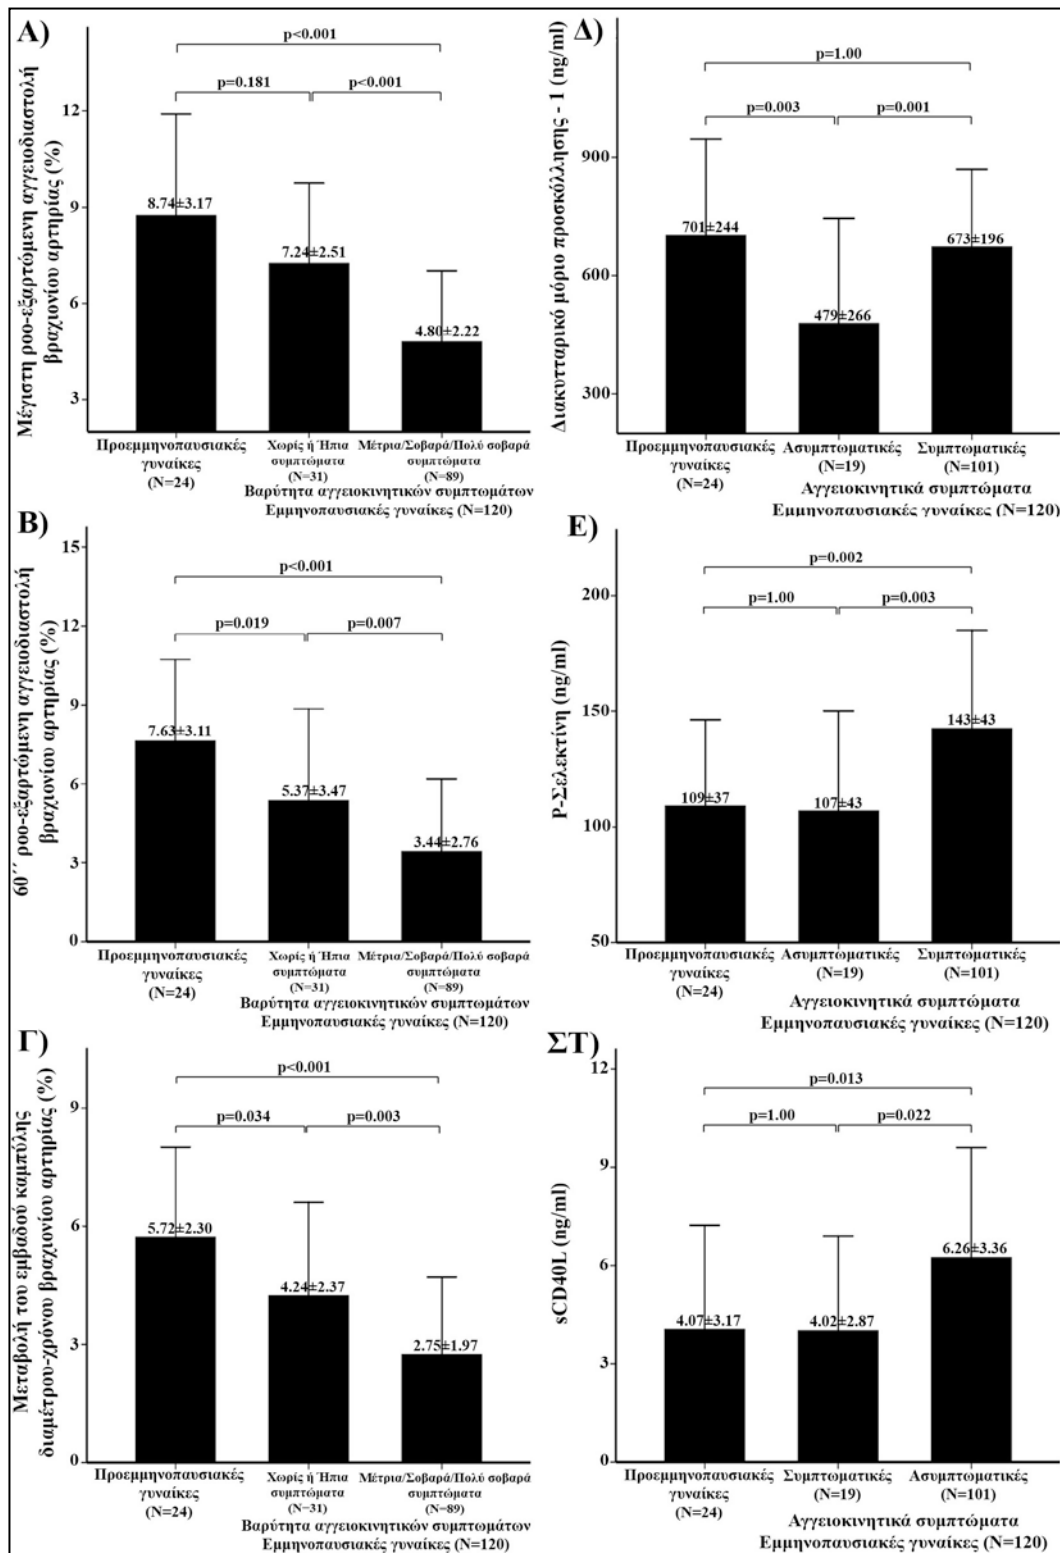 Α)
Μέγιστη ροο-εξαρτώμενη αγγειοδιαστολή
βραχιονίου αρτηρίας (%)
12
9
6
3
p<0.001
p=0.181
p<0.001
8.74±3.17
7.24±2.51
4.80±2.22
Προεμμηνοπαυσιακές
γυναίκες
(N=24)
Χωρίς ή Ήπια
συμπτώματα
(N=31)
Μέτρια/Σοβαρά/Πολύ σοβαρά
συμπτώματα
(N=89)
Βαρύτητα αγγειοκινητικών συμπτωμάτων
Εμμηνοπαυσιακές γυναίκες (N=120)
Δ)
Διακυτταρικό μόριο προσκόλλησης - 1 (ng/ml)
900
600
300
p=1.00
p=0.003
p=0.001
701±244
479±266
673±196
Προεμμηνοπαυσιακές
γυναίκες
(N=24)
Ασυμπτωματικές
(N=19)
Συμπτωματικές
(N=101)
Αγγειοκινητικά συμπτώματα
Εμμηνοπαυσιακές γυναίκες (N=120)
Β)
60΄΄ ροο-εξαρτώμενη αγγειοδιαστολή
βραχιονίου αρτηρίας (%)
15
12
9
6
3
0
p<0.001
p=0.019
p=0.007
7.63±3.11
5.37±3.47
3.44±2.76
Προεμμηνοπαυσιακές
γυναίκες
(N=24)
Χωρίς ή Ήπια
συμπτώματα
(N=31)
Μέτρια/Σοβαρά/Πολύ σοβαρά
συμπτώματα
(N=89)
Βαρύτητα αγγειοκινητικών συμπτωμάτων
Εμμηνοπαυσιακές γυναίκες (N=120)
Ε)
P-Σελεκτίνη (ng/ml)
200
150
100
50
p=0.002
p=1.00
p=0.003
109±37
107±43
143±43
Προεμμηνοπαυσιακές
γυναίκες
(N=24)
Ασυμπτωματικές
(N=19)
Συμπτωματικές
(N=101)
Αγγειοκινητικά συμπτώματα
Εμμηνοπαυσιακές γυναίκες (N=120)
Γ)
Μεταβολή του εμβαδού καμπύλης
διαμέτρου-χρόνου βραχιονίου αρτηρίας (%)
9
6
3
0
p<0.001
p=0.034
p=0.003
5.72±2.30
4.24±2.37
2.75±1.97
Προεμμηνοπαυσιακές
γυναίκες
(N=24)
Χωρίς ή Ήπια
συμπτώματα
(N=31)
Μέτρια/Σοβαρά/Πολύ σοβαρά
συμπτώματα
(N=89)
Βαρύτητα αγγειοκινητικών συμπτωμάτων
Εμμηνοπαυσιακές γυναίκες (N=120)
ΣΤ)
sCD40L (ng/ml)
12
9
6
3
0
p=0.013
p=1.00
p=0.022
4.07±3.17
4.02±2.87
6.26±3.36
Προεμμηνοπαυσιακές
γυναίκες
(N=24)
Συμπτωματικές
(N=19)
Ασυμπτωματικές
(N=101)
Αγγειοκινητικά συμπτώματα
Εμμηνοπαυσιακές γυναίκες (N=120)